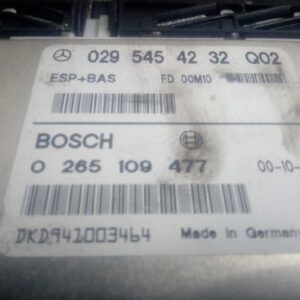 029 545 42 32 Q02
ESP+BAS FD 00M10
BOSCH
0 265 109 477 00-10-
DKD941003464 Made in Germany